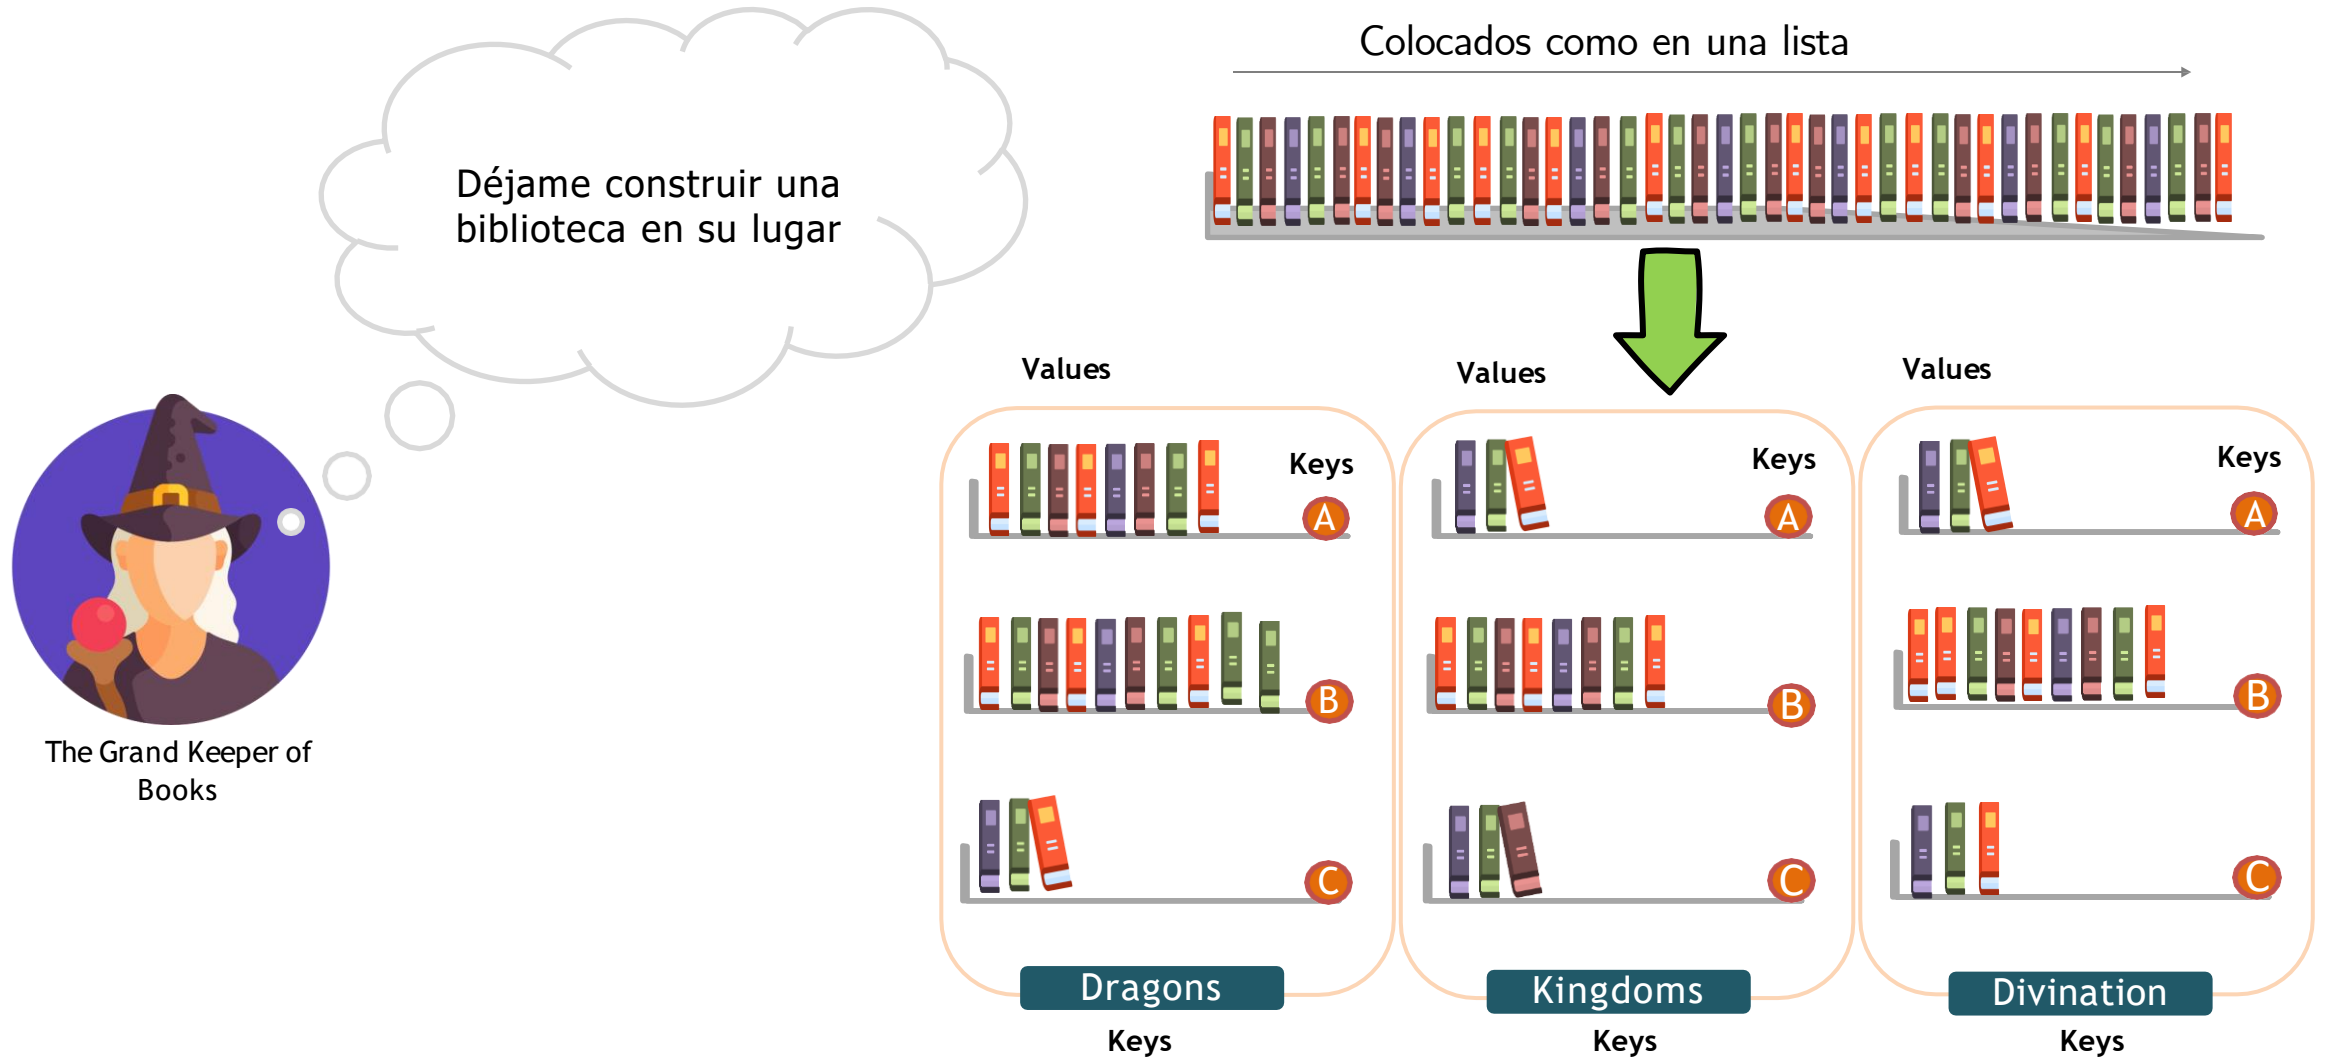 Colocados como en una lista
Déjame construir una
biblioteca en su lugar
The Grand Keeper of
Books
Values
Values
Values
Keys
Keys
Keys
A
A
A
B
B
B
C
C
C
Dragons
Kingdoms
Divination
Keys
Keys
Keys